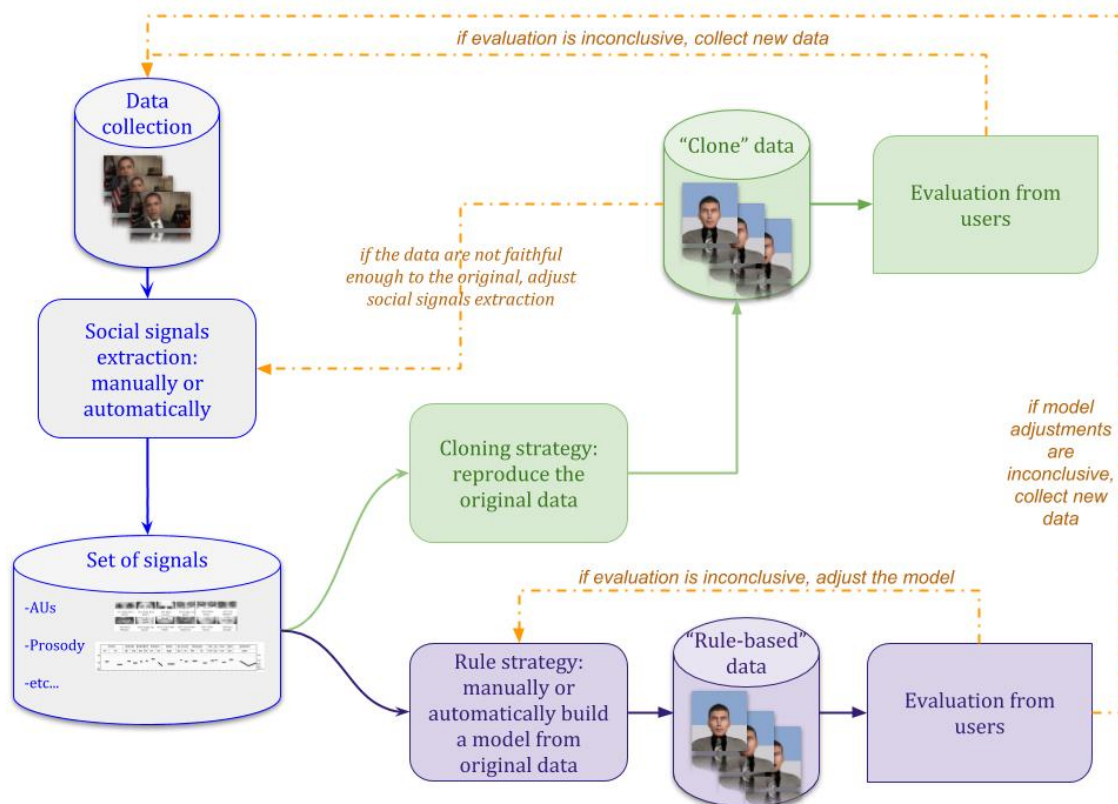 if evaluation is inconclusive, collect new data
Data
collection
"Clone" data
Evaluation from
users
if the data are not faithful
enough to the original, adjust
social signals extraction
Social signals
extraction:
manually or
automatically
Cloning strategy:
reproduce the
original data
if model
adjustments
are
inconclusive,
collect new
data
Set of signals
-AUs
-Prosody
-etc...
if evaluation is inconclusive, adjust the model
Rule strategy:
manually or
automatically build
a model from
original data
"Rule-based"
data
Evaluation from
users